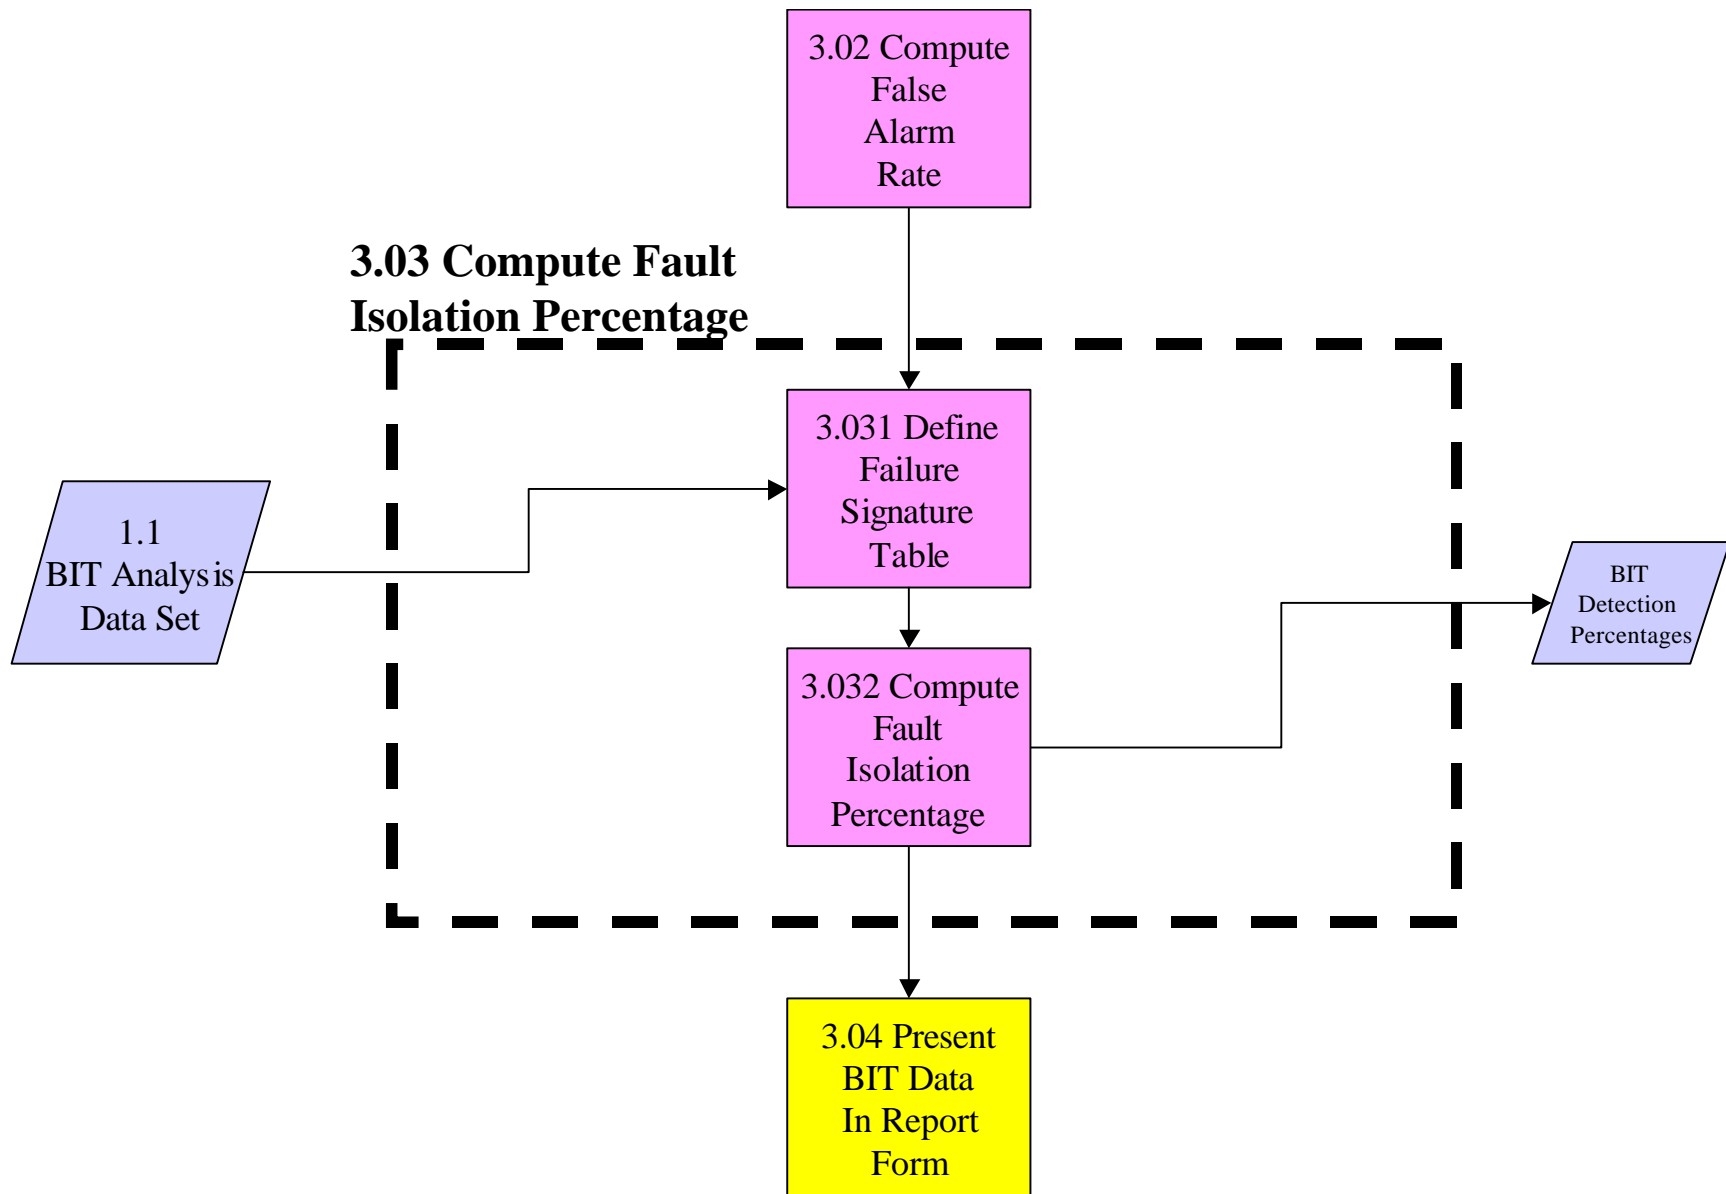 3.02 Compute
False
Alarm
Rate
3.03 Compute Fault
Isolation Percentage
3.031 Define
Failure
Signature
Table
1.1
BIT Analysis
Data Set
BIT
Detection
Percentages
3.032 Compute
Fault
Isolation
Percentage
3.04 Present
BIT Data
In Report
Form